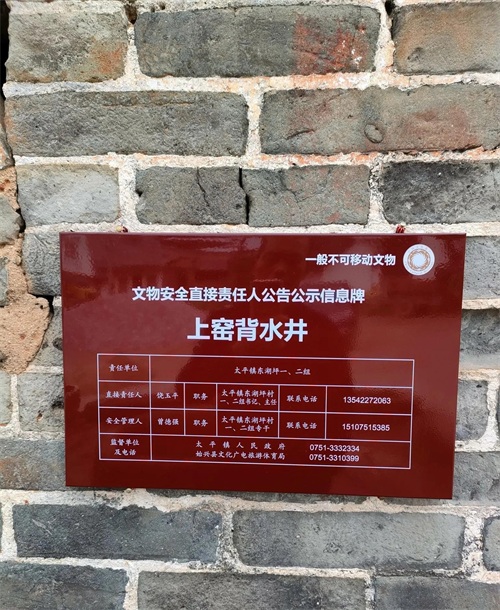 一般不可移动文物
文物安全直接责任人公告公示信息牌
上窑背水井
责任单位 太平镇东湖坪一、二组
直接责任人 饶玉平 职务 太平镇东湖坪村一、二组书记、主任 联系电话 13542272063
安全管理人 曾德强 职务 太平镇东湖坪村一、二组专干 联系电话 15107515385
监督单位及电话 太平镇人民政府 0751-3332334
始兴县文化广电旅游体育局 0751-3310399